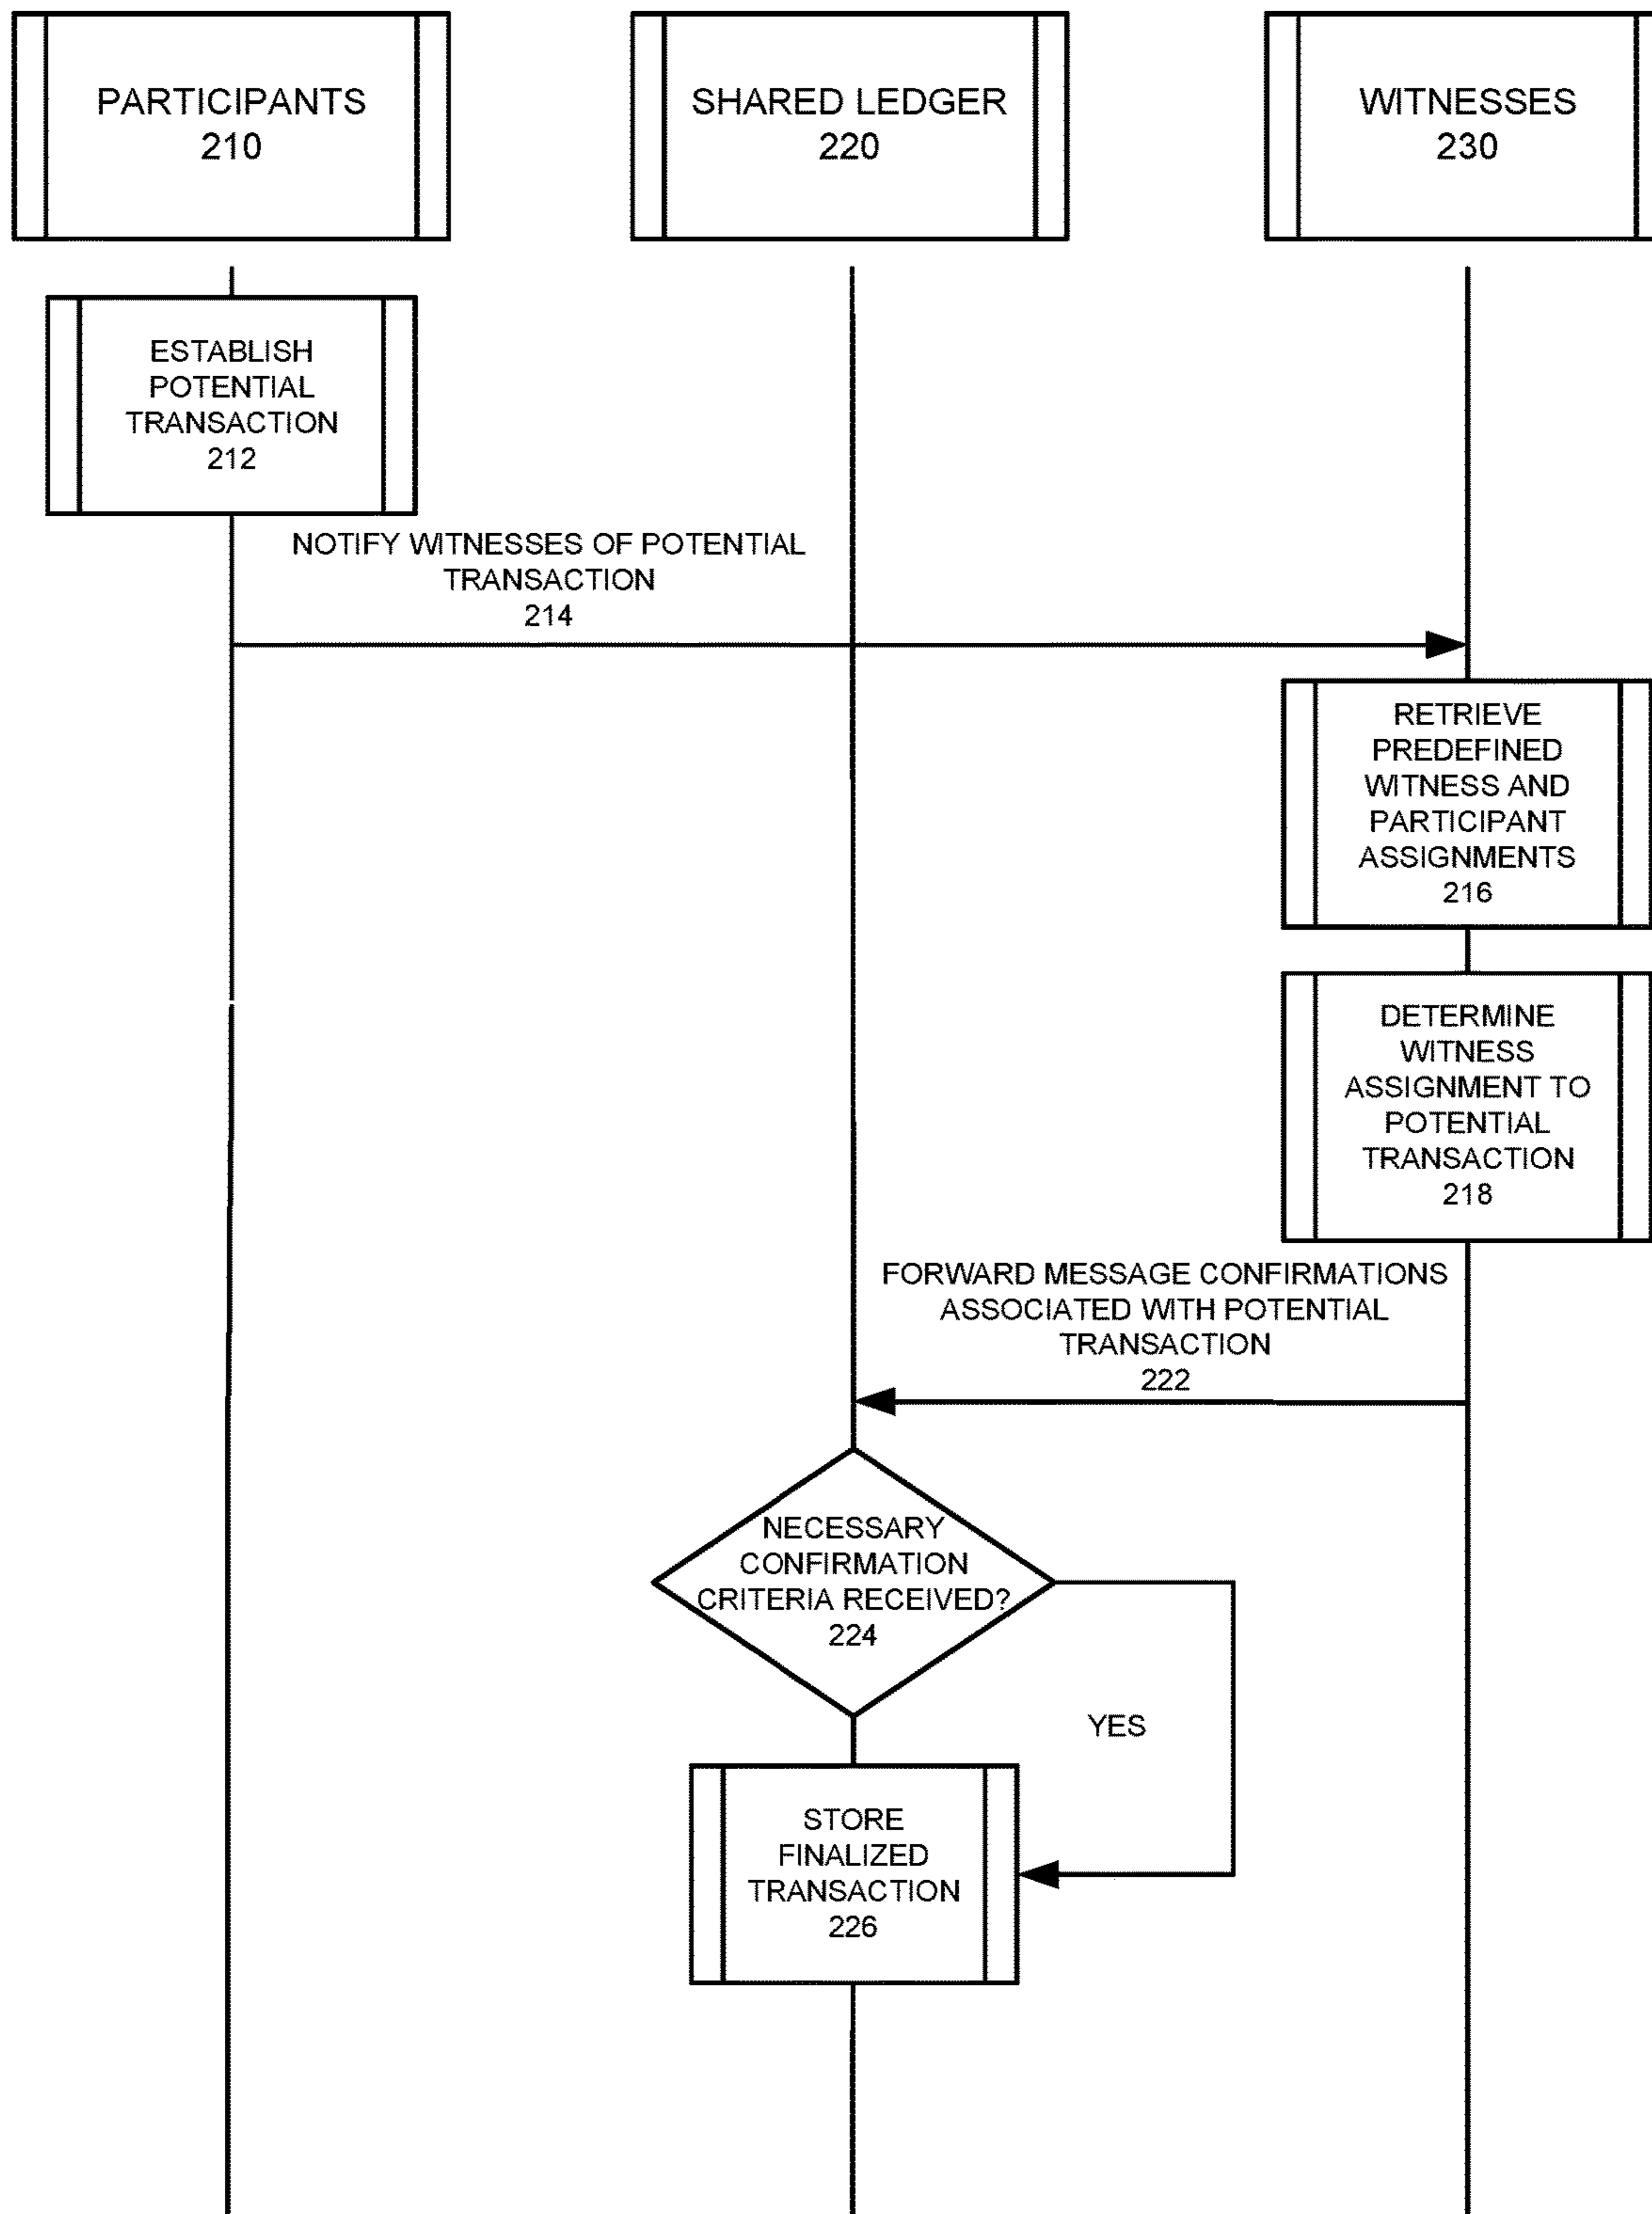 PARTICIPANTS
210
SHARED LEDGER
220
WITNESSES
230
ESTABLISH
POTENTIAL
TRANSACTION
212
NOTIFY WITNESSES OF POTENTIAL
TRANSACTION
214
RETRIEVE
PREDEFINED
WITNESS AND
PARTICIPANT
ASSIGNMENTS
216
DETERMINE
WITNESS
ASSIGNMENT TO
POTENTIAL
TRANSACTION
218
FORWARD MESSAGE CONFIRMATIONS
ASSOCIATED WITH POTENTIAL
TRANSACTION
222
NECESSARY
CONFIRMATION
CRITERIA RECEIVED?
224
YES
STORE
FINALIZED
TRANSACTION
226